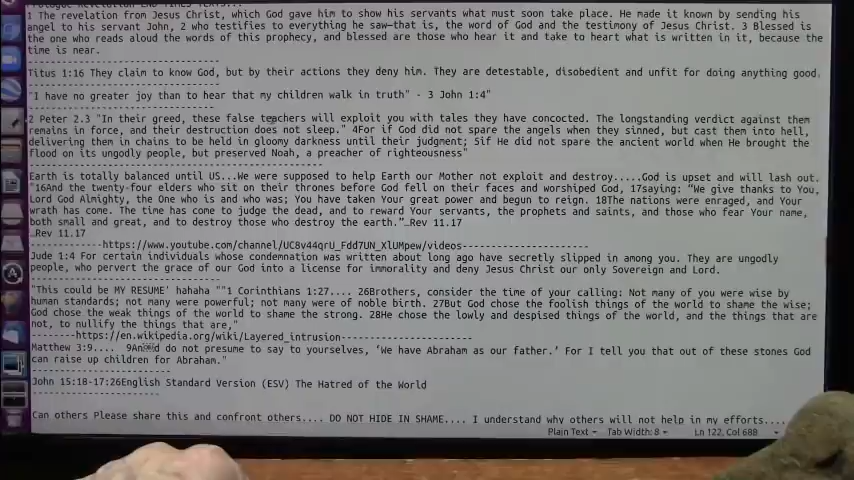 1 The revelation from Jesus Christ, which God gave him to show his servants what must soon take place. He made it known by sending his
angel to his servant John, 2 who testifies to everything he saw—that is, the word of God and the testimony of Jesus Christ. 3 Blessed is
the one who reads aloud the words of this prophecy, and blessed are those who hear it and take to heart what is written in it, because the
time is near.
-----------------------------
Titus 1:16 They claim to know God, but by their actions they deny him. They are detestable, disobedient and unfit for doing anything good.
-----------------------------
"I have no greater joy than to hear that my children walk in truth" - 3 John 1:4"
-----------------------------
2 Peter 2.3 "In their greed, these false teachers will exploit you with tales they have concocted. The longstanding verdict against them
remains in force, and their destruction does not sleep." 4For if God did not spare the angels when they sinned, but cast them into hell,
delivering them in chains to be held in gloomy darkness until their judgment; 5if He did not spare the ancient world when He brought the
flood on its ungodly people, but preserved Noah, a preacher of righteousness"
-----------------------------
Earth is totally balanced until US...We were supposed to help Earth our Mother not exploit and destroy.....God is upset and will lash out.
"16And the twenty-four elders who sit on their thrones before God fell on their faces and worshiped God, 17saying: “We give thanks to You,
Lord God Almighty, the One who is and who was; You have taken Your great power and begun to reign. 18The nations were enraged, and Your
wrath has come. The time has come to judge the dead, and to reward Your servants, the prophets and saints, and those who fear Your name,
both small and great, and to destroy those who destroy the earth.”…Rev 11.17
…Rev 11.17
------------https://www.youtube.com/channel/UC8v44qrU_Fdd7UN_XlUMpew/videos---------------------
Jude 1:4 For certain individuals whose condemnation was written about long ago have secretly slipped in among you. They are ungodly
people, who pervert the grace of our God into a license for immorality and deny Jesus Christ our only Sovereign and Lord.
-----------------------------
"This could be MY RESUME' hahaha ""1 Corinthians 1:27.... 26Brothers, consider the time of your calling: Not many of you were wise by
human standards; not many were powerful; not many were of noble birth. 27But God chose the foolish things of the world to shame the wise;
God chose the weak things of the world to shame the strong. 28He chose the lowly and despised things of the world, and the things that are
not, to nullify the things that are,"
--------https://en.wikipedia.org/wiki/Layered_intrusion-----------------------
Matthew 3:9.... 9And do not presume to say to yourselves, ‘We have Abraham as our father.’ For I tell you that out of these stones God
can raise up children for Abraham."
-----------------------------
John 15:18-17:26English Standard Version (ESV) The Hatred of the World
-----------------------------
Can others Please share this and confront others.... DO NOT HIDE IN SHAME.... I understand why others will not help in my efforts....
Plain Text Tab Width: 8 Ln 122, Col 688